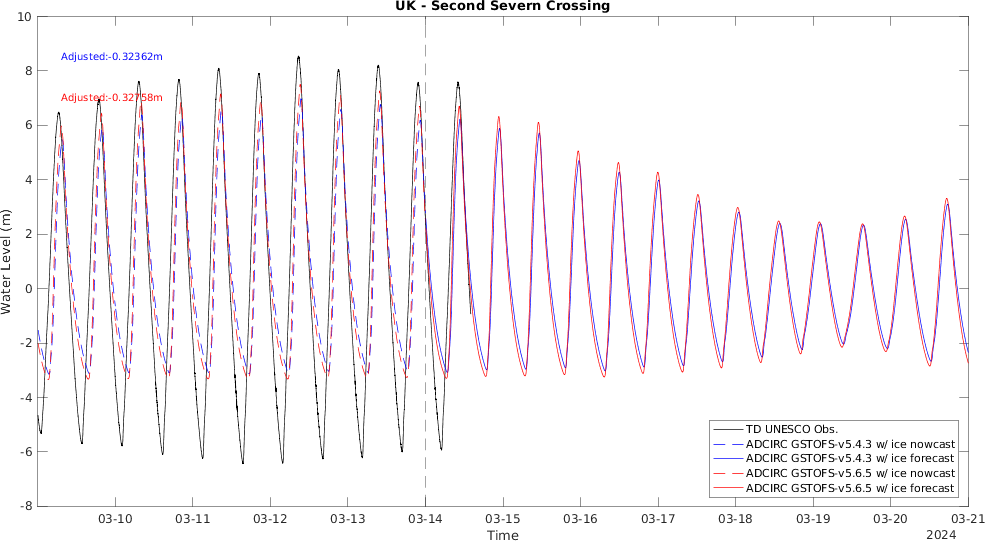 UK - Second Severn Crossing
10
8
6
4
2
0
-2
-4
-6
-8
Water Level (m)
Adjusted:-0.32362m
Adjusted:-0.32758m
TD UNESCO Obs.
ADCIRC GSTOFS-v5.4.3 w/ ice nowcast
ADCIRC GSTOFS-v5.4.3 w/ ice forecast
ADCIRC GSTOFS-v5.6.5 w/ ice nowcast
ADCIRC GSTOFS-v5.6.5 w/ ice forecast
03-10 03-11 03-12 03-13 03-14 03-15 03-16 03-17 03-18 03-19 03-20 03-21
Time
2024